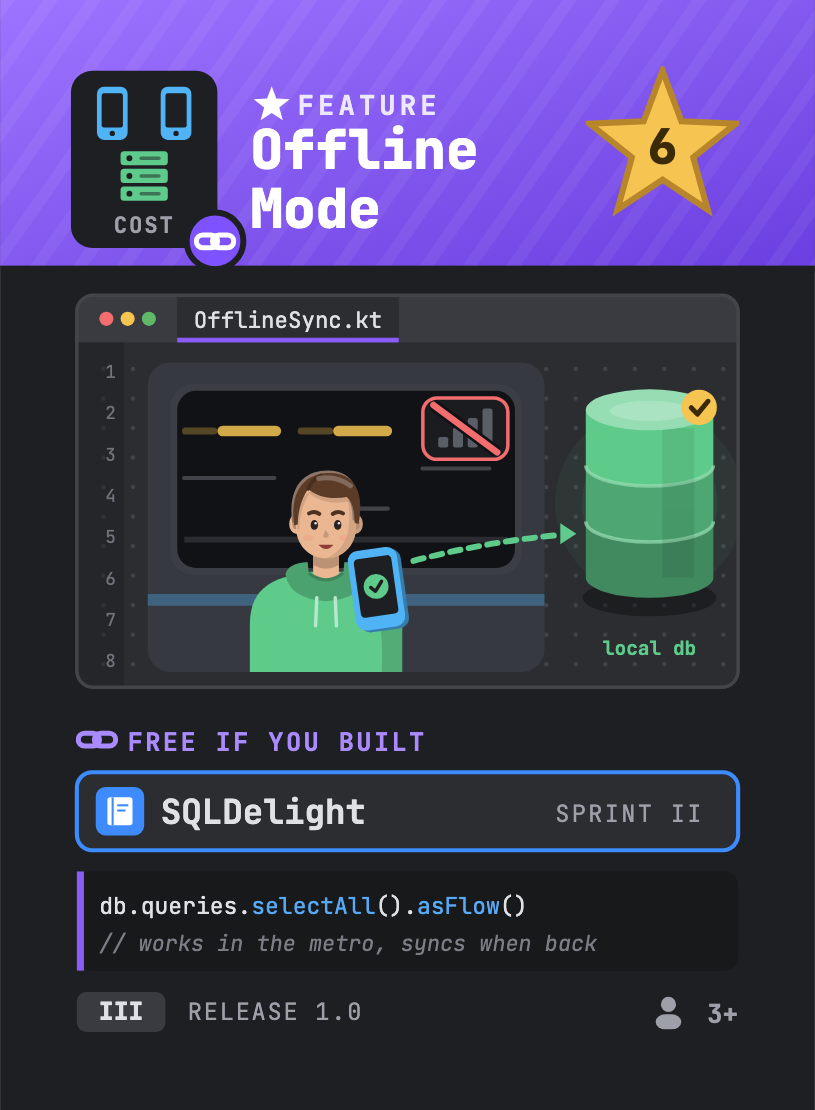 FEATURE
Offline
Mode
6
COST
OfflineSync.kt
1
2
3
4
5
6
7
8
local db
FREE IF YOU BUILT
SQLDelight
SPRINT II
db.queries.selectAll().asFlow()
// works in the metro, syncs when back
III
RELEASE 1.0
3+